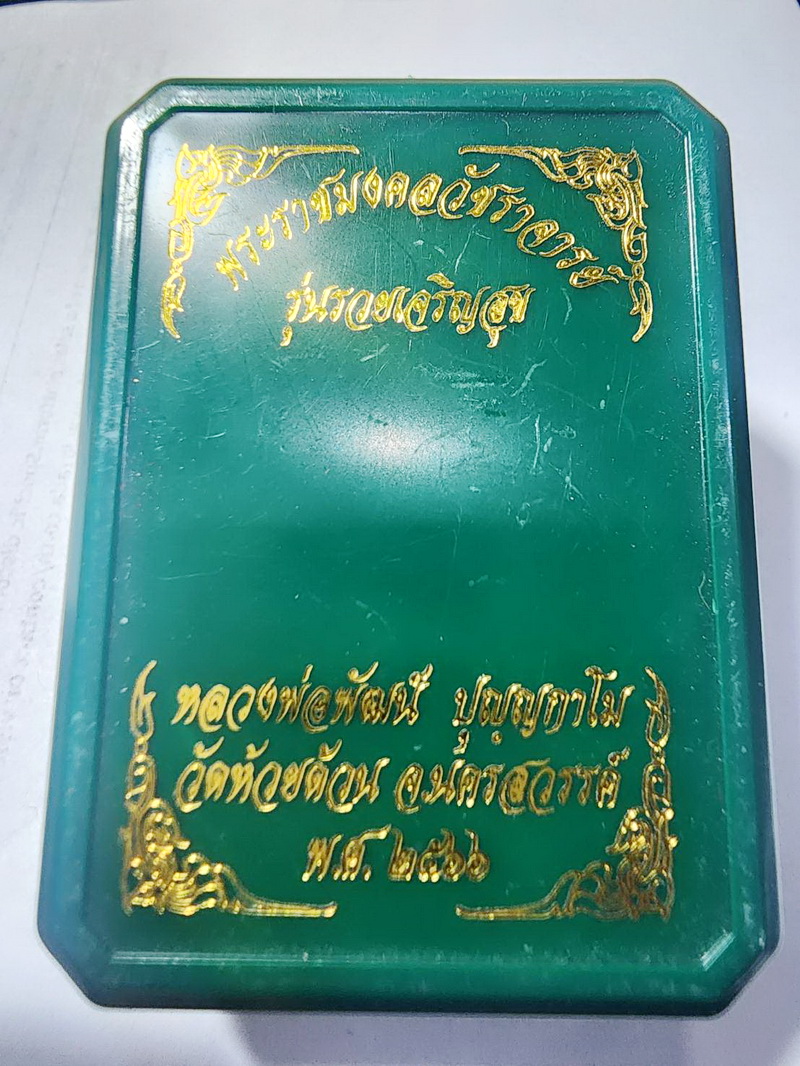 พระราชมงคลวัชราจารย์
รุ่นรวยเจริญสุข
หลวงพ่อพัฒน์ ปุญฺญกาโม
วัดห้วยด้วน จ.นครสวรรค์
พ.ศ. ๒๕๖๖